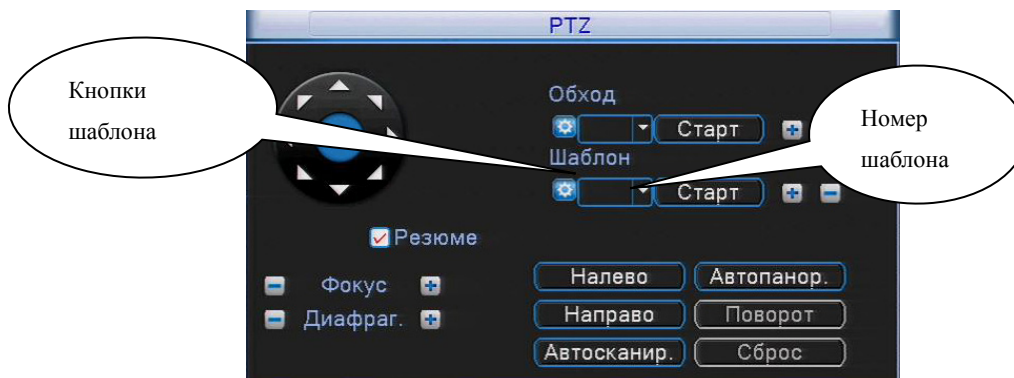 PTZ
Кнопки
шаблона
Обход
Старт
Номер
шаблона
Шаблон
Старт
Резюме
Фокус
Диафраг.
Налево
Автопанор.
Направо
Поворот
Автосканир.
Сброс